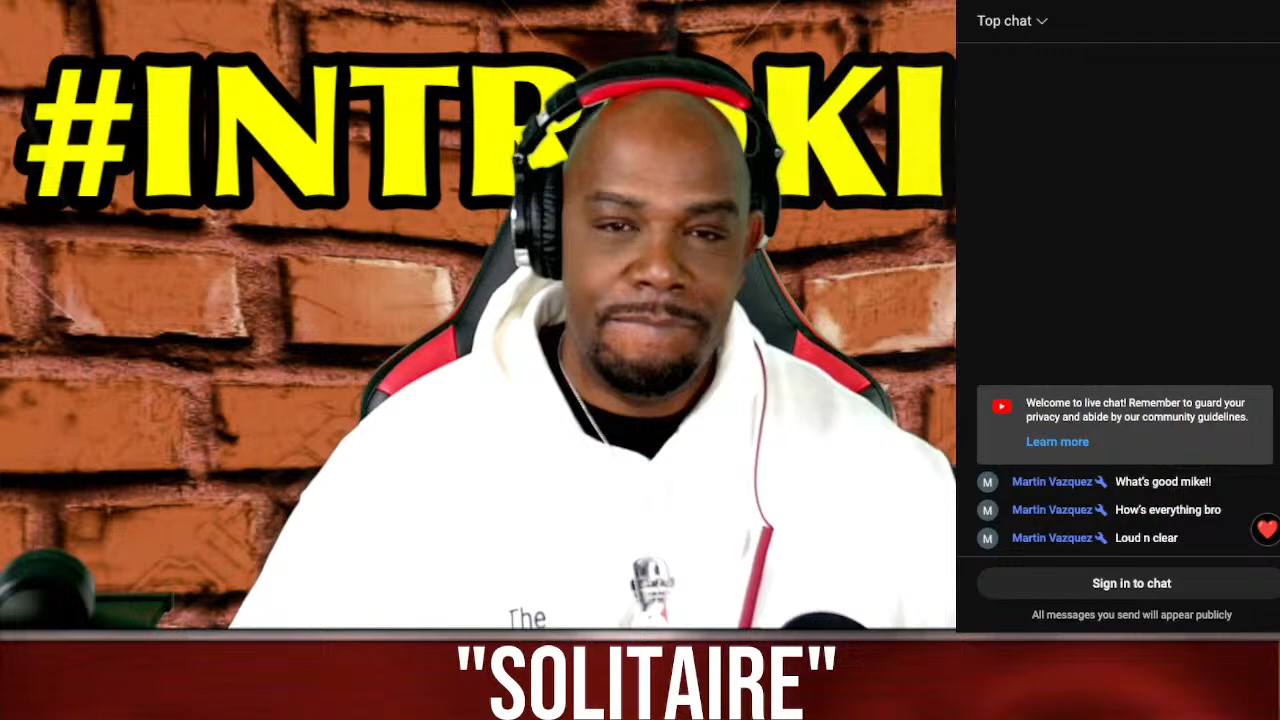 #INTR KI
Top chat
Welcome to live chat! Remember to guard your
privacy and abide by our community guidelines.
Learn more
M Martin Vazquez What's good mike!!
M Martin Vazquez How's everything bro
M Martin Vazquez Loud n clear
Sign in to chat
All messages you send will appear publicly
The
"SOLITAIRE"